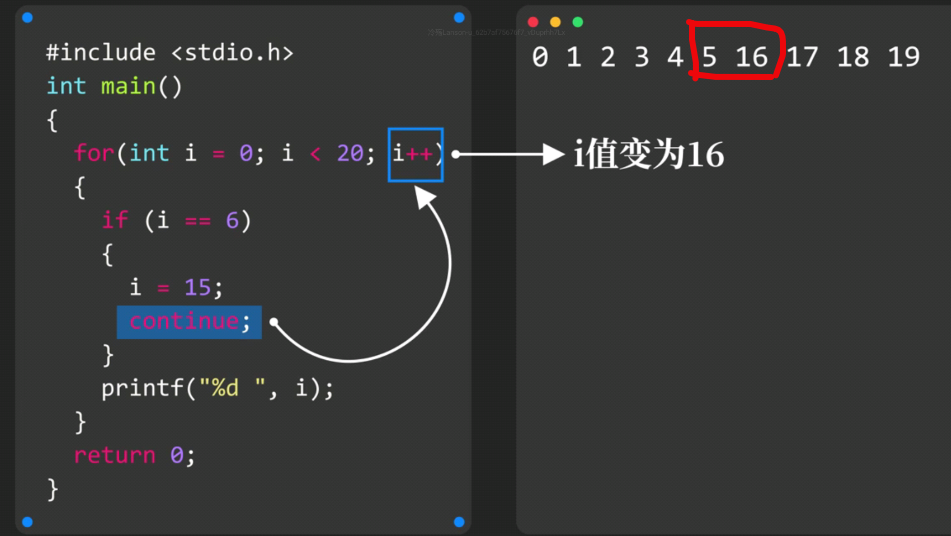 #include <stdio.h>
int main()
{
for(int i = 0; i < 20; i++)
{
if (i == 6)
{
i = 15;
continue;
}
printf("%d ", i);
}
return 0;
}
0 1 2 3 4 5 16 17 18 19
i值变为16